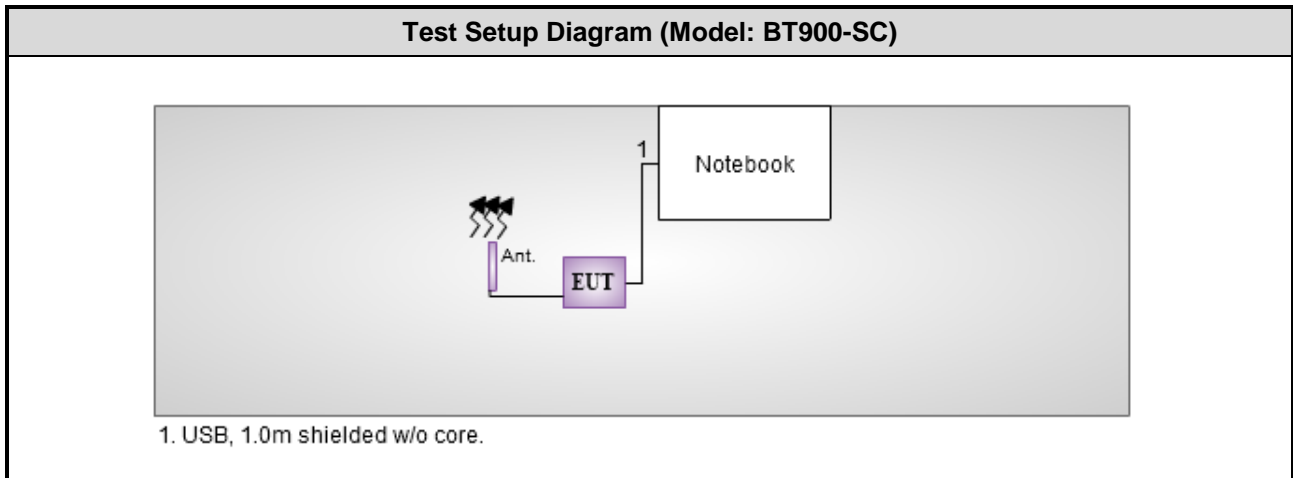 Test Setup Diagram (Model: BT900-SC)
1
Notebook
Ant.
EUT
1. USB, 1.0m shielded w/o core.